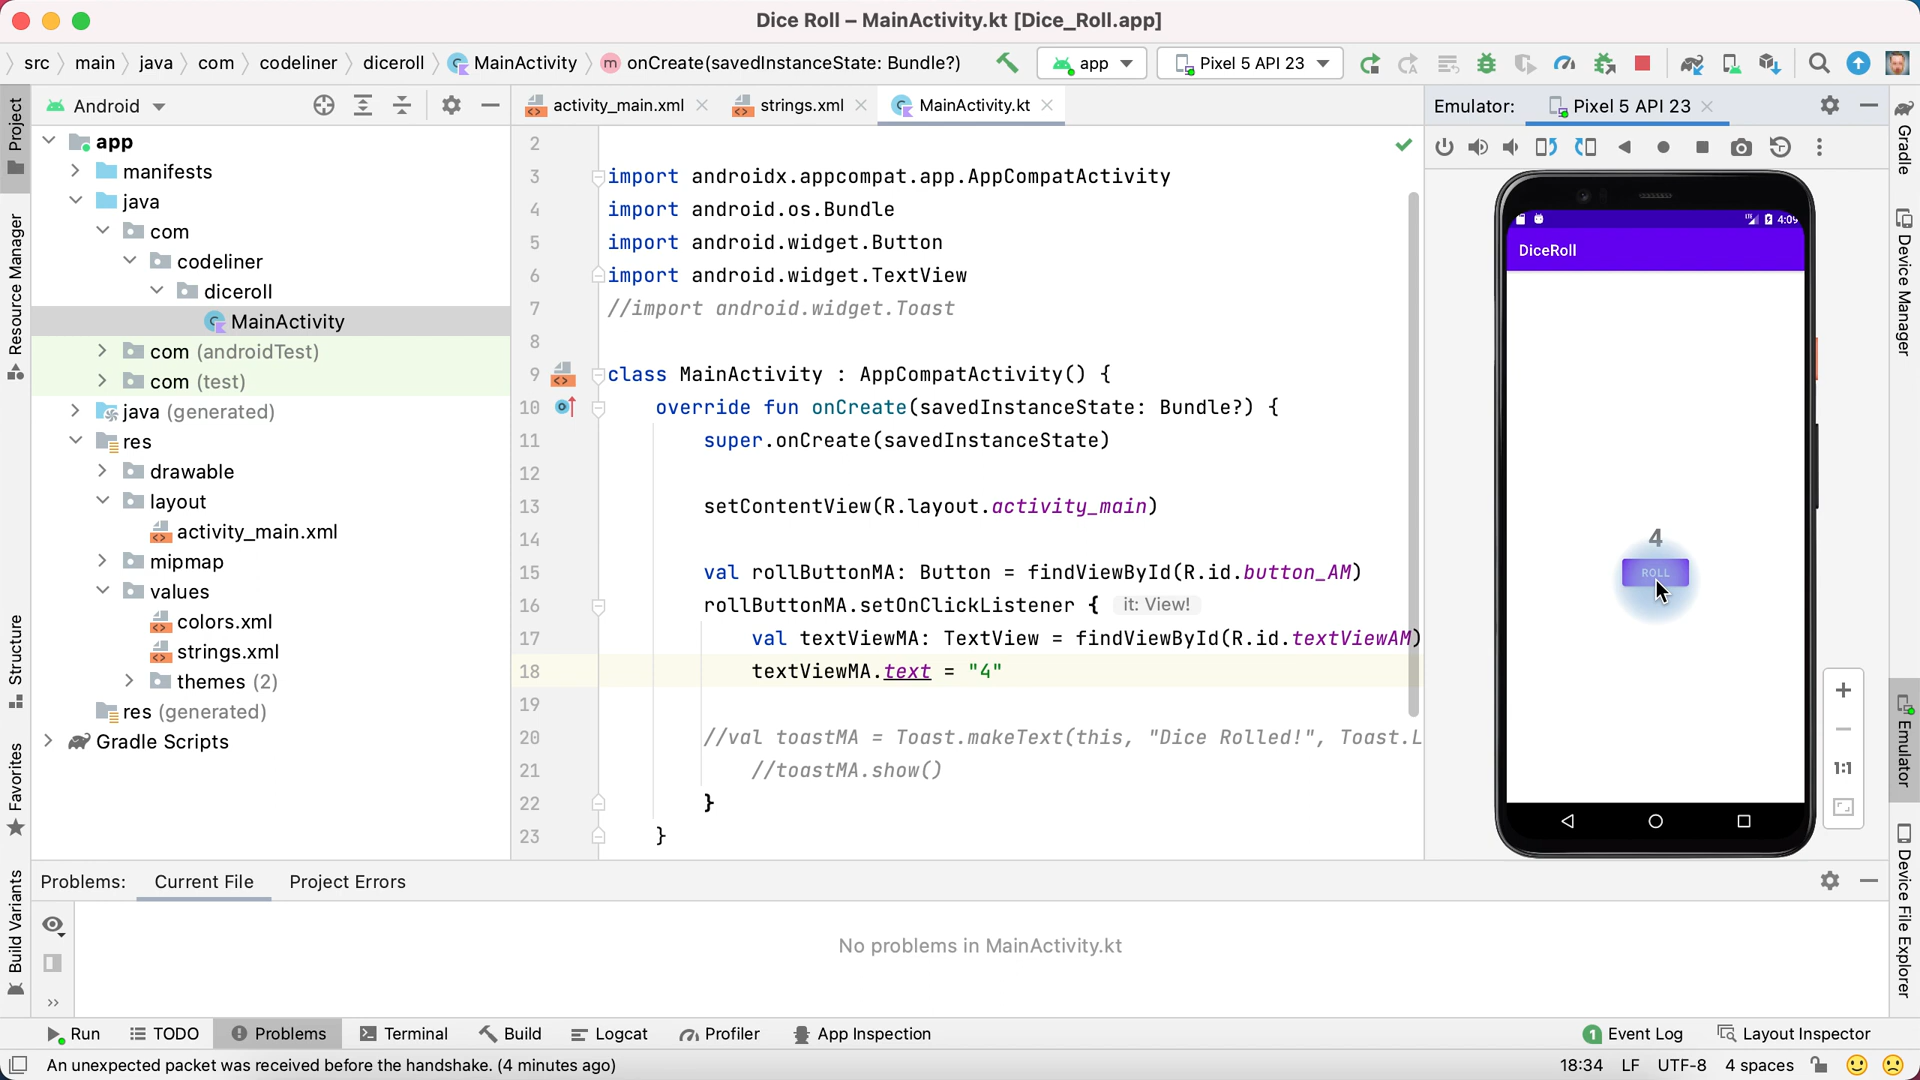 Dice Roll – MainActivity.kt [Dice_Roll.app]
src main java com codeliner diceroll MainActivity m onCreate(savedInstanceState: Bundle?) app Pixel 5 API 23
Project
Resource Manager
Structure
Favorites
Build Variants
Android
app
manifests
java
com
codeliner
diceroll
MainActivity
com (androidTest)
com (test)
java (generated)
res
drawable
layout
activity_main.xml
mipmap
values
colors.xml
strings.xml
themes (2)
res (generated)
Gradle Scripts
activity_main.xml strings.xml MainActivity.kt
2
3 import androidx.appcompat.app.AppCompatActivity
4 import android.os.Bundle
5 import android.widget.Button
6 import android.widget.TextView
7 //import android.widget.Toast
8
9 class MainActivity : AppCompatActivity() {
10 override fun onCreate(savedInstanceState: Bundle?) {
11 super.onCreate(savedInstanceState)
12
13 setContentView(R.layout.activity_main)
14
15 val rollButtonMA: Button = findViewById(R.id.button_AM)
16 rollButtonMA.setOnClickListener { it: View!
17 val textViewMA: TextView = findViewById(R.id.textViewAM)
18 textViewMA.text = "4"
19
20 //val toastMA = Toast.makeText(this, "Dice Rolled!", Toast.L
21 //toastMA.show()
22 }
23 }
Emulator: Pixel 5 API 23
4:09
DiceRoll
4
ROLL
1:1
Gradle
Device Manager
Emulator
Device File Explorer
Problems: Current File Project Errors
No problems in MainActivity.kt
Run TODO Problems Terminal Build Logcat Profiler App Inspection 1 Event Log Layout Inspector
An unexpected packet was received before the handshake. (4 minutes ago) 18:34 LF UTF-8 4 spaces